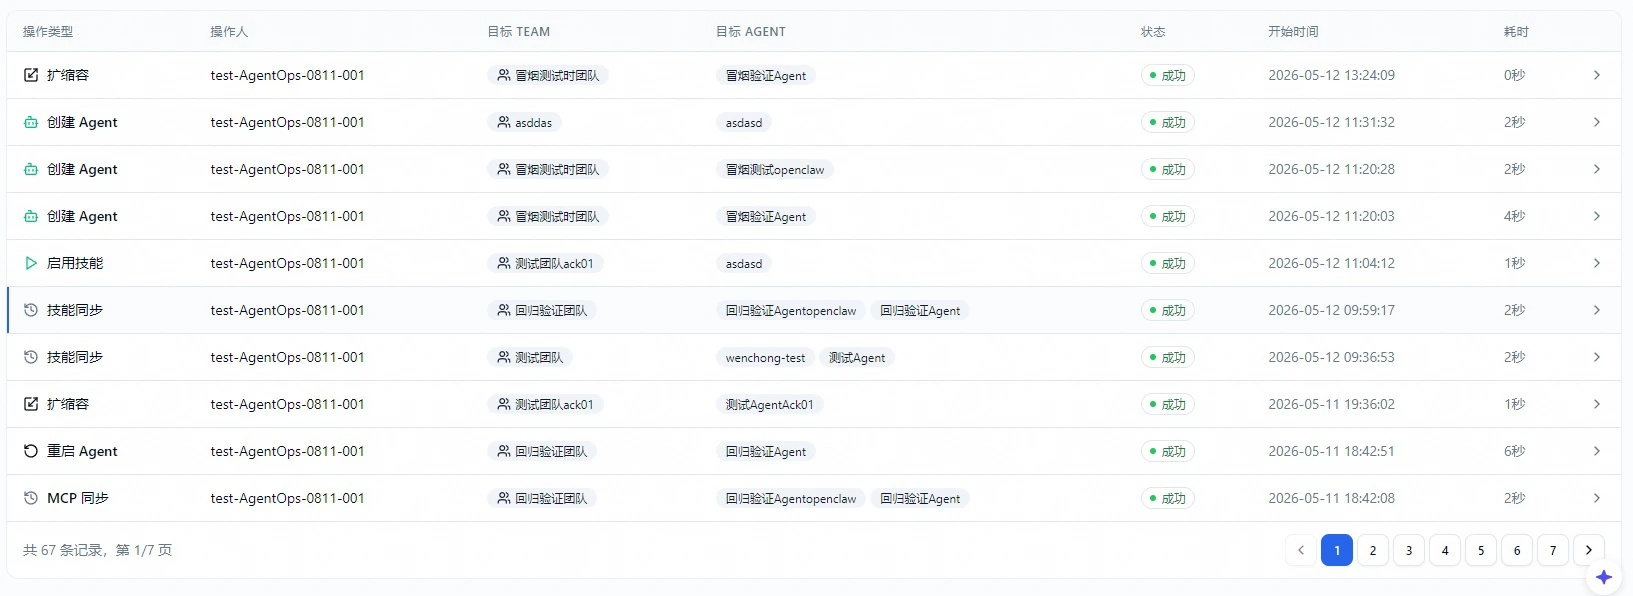 操作类型 操作人 目标 TEAM 目标 AGENT 状态 开始时间 耗时
扩缩容 test-AgentOps-0811-001 冒烟测试时团队 冒烟验证Agent 成功 2026-05-12 13:24:09 0秒
创建 Agent test-AgentOps-0811-001 asddas asdasd 成功 2026-05-12 11:31:32 2秒
创建 Agent test-AgentOps-0811-001 冒烟测试时团队 冒烟测试openclaw 成功 2026-05-12 11:20:28 2秒
创建 Agent test-AgentOps-0811-001 冒烟测试时团队 冒烟验证Agent 成功 2026-05-12 11:20:03 4秒
启用技能 test-AgentOps-0811-001 测试团队ack01 asdasd 成功 2026-05-12 11:04:12 1秒
技能同步 test-AgentOps-0811-001 回归验证团队 回归验证Agentopenclaw 回归验证Agent 成功 2026-05-12 09:59:17 2秒
技能同步 test-AgentOps-0811-001 测试团队 wenchong-test 测试Agent 成功 2026-05-12 09:36:53 2秒
扩缩容 test-AgentOps-0811-001 测试团队ack01 测试AgentAck01 成功 2026-05-11 19:36:02 1秒
重启 Agent test-AgentOps-0811-001 回归验证团队 回归验证Agent 成功 2026-05-11 18:42:51 6秒
MCP 同步 test-AgentOps-0811-001 回归验证团队 回归验证Agentopenclaw 回归验证Agent 成功 2026-05-11 18:42:08 2秒
共 67 条记录，第 1/7 页 1 2 3 4 5 6 7